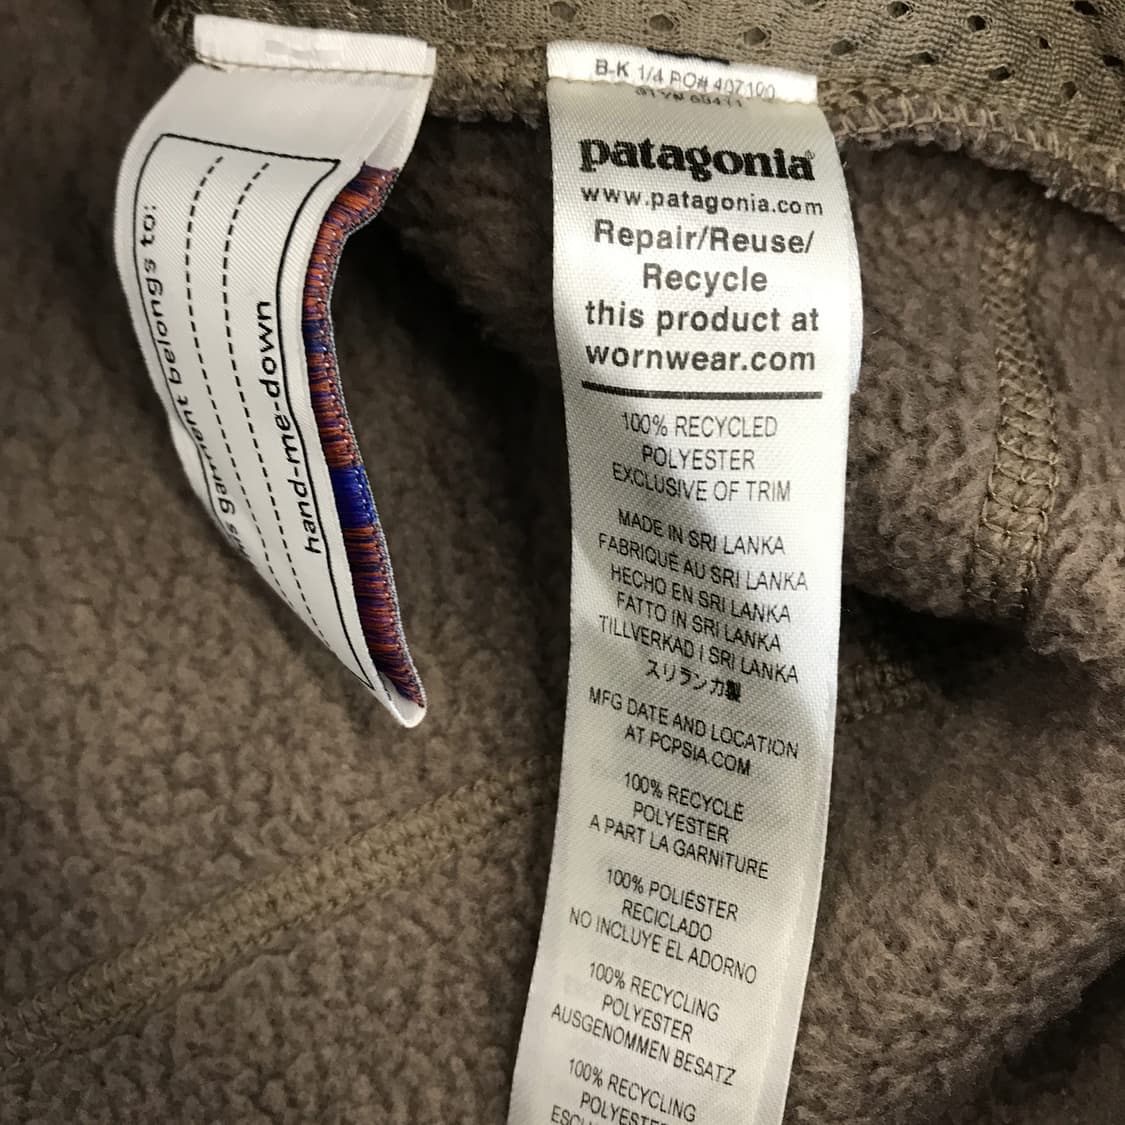 this garment belongs to:
hand-me-down
B-K 1/4 PO# 407100
patagonia®
www.patagonia.com
Repair/Reuse/
Recycle
this product at
wornwear.com
100% RECYCLED
POLYESTER
EXCLUSIVE OF TRIM
MADE IN SRI LANKA
FABRIQUÉ AU SRI LANKA
HECHO EN SRI LANKA
FATTO IN SRI LANKA
TILLVERKAD I SRI LANKA
スリランカ製
MFG DATE AND LOCATION
AT PCPSIA.COM
100% RECYCLÉ
POLYESTER
A PART LA GARNITURE
100% POLIÉSTER
RECICLADO
NO INCLUYE EL ADORNO
100% RECYCLING
POLYESTER
AUSGENOMMEN BESATZ
100% RECYCLING